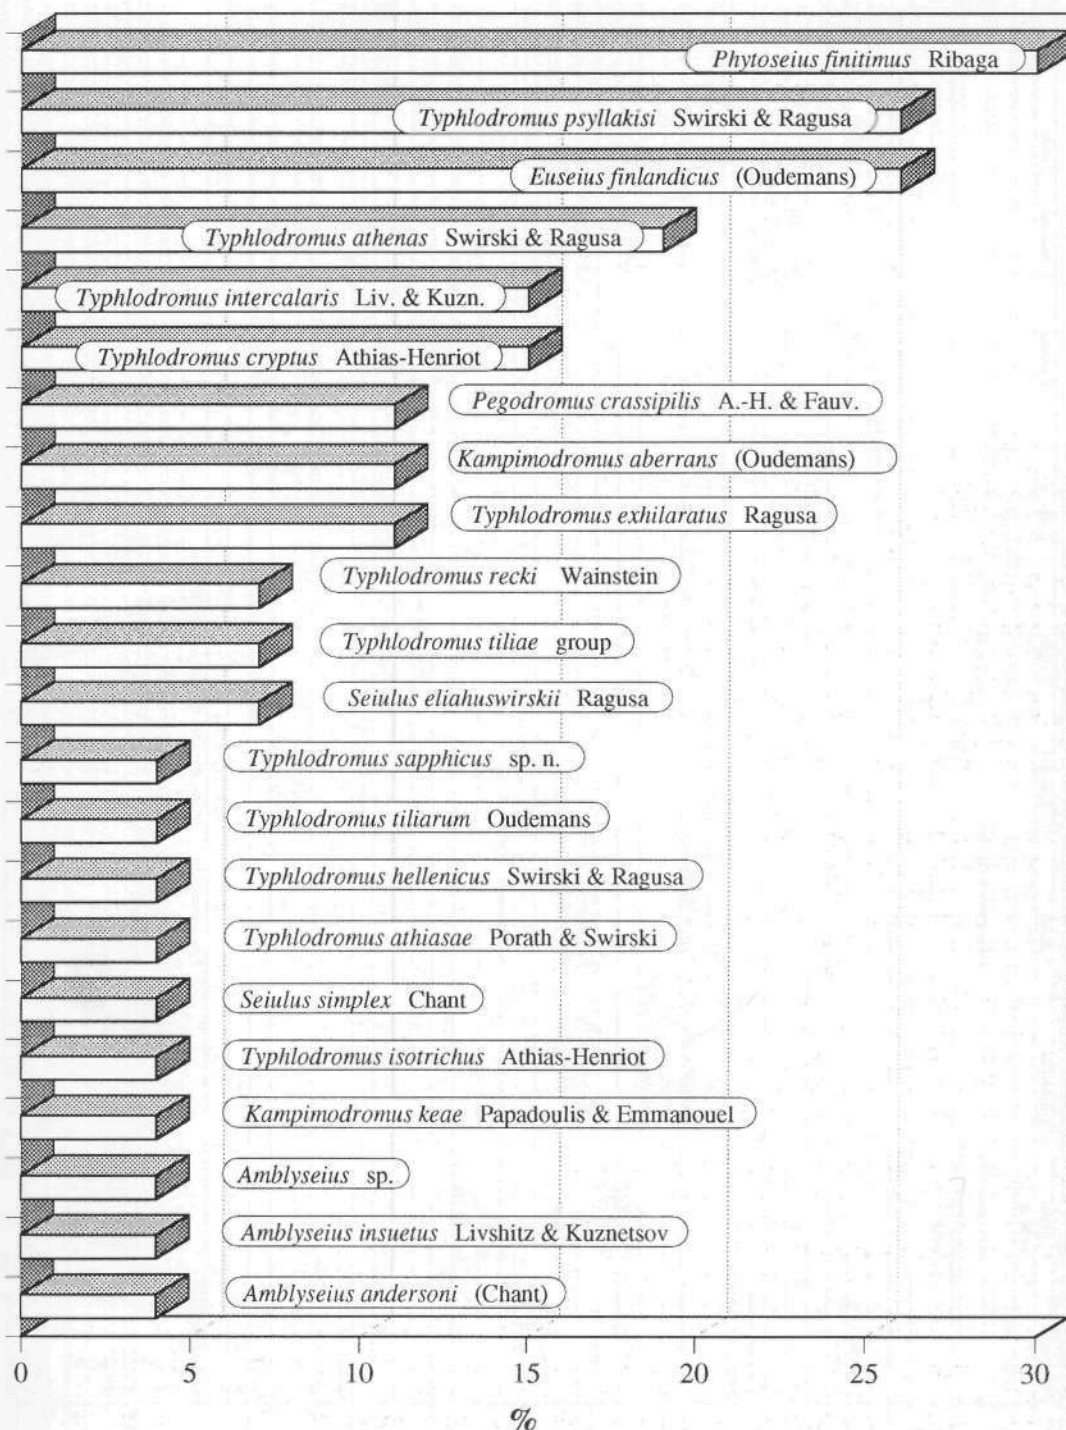 Phytoseius finitimus Ribaga
Typhlodromus psyllakisi Swirski & Ragusa
Euseius finlandicus (Oudemans)
Typhlodromus athenas Swirski & Ragusa
Typhlodromus intercalaris Liv. & Kuzn.
Typhlodromus cryptus Athias-Henriot
Pegodromus crassipilis A.-H. & Fauv.
Kampimodromus aberrans (Oudemans)
Typhlodromus exhilaratus Ragusa
Typhlodromus recki Wainstein
Typhlodromus tiliae group
Seiulus eliahuswirskii Ragusa
Typhlodromus sapphicus sp. n.
Typhlodromus tiliarum Oudemans
Typhlodromus hellenicus Swirski & Ragusa
Typhlodromus athiasae Porath & Swirski
Seiulus simplex Chant
Typhlodromus isotrichus Athias-Henriot
Kampimodromus keae Papadoulis & Emmanouel
Amblyseius sp.
Amblyseius insuetus Livshitz & Kuznetsov
Amblyseius andersoni (Chant)
0 5 10 15 20 25 30
%